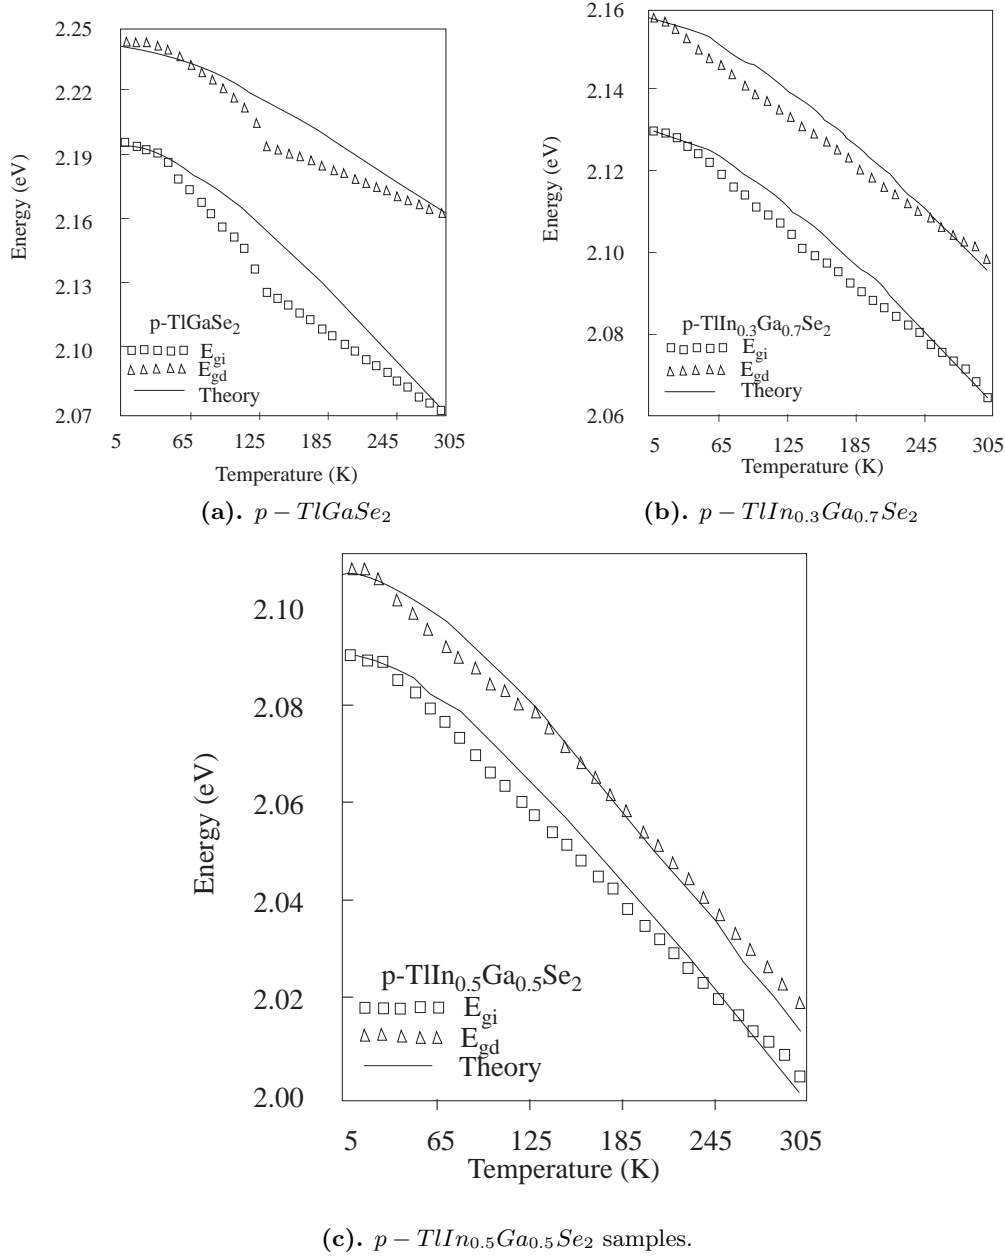 2.25
2.22
2.19
2.16
2.13
2.10
2.07
Energy (eV)
p-TlGaSe2
Egi
Egd
Theory
5 65 125 185 245 305
Temperature (K)
(a). p − TlGaSe2
2.16
2.14
2.12
2.10
2.08
2.06
Energy (eV)
p-TlIn0.3Ga0.7Se2
Egi
Egd
Theory
5 65 125 185 245 305
Temperature (K)
(b). p − TlIn0.3Ga0.7Se2
2.10
2.08
2.06
2.04
2.02
2.00
Energy (eV)
p-TlIn0.5Ga0.5Se2
Egi
Egd
Theory
5 65 125 185 245 305
Temperature (K)
(c). p − TlIn0.5Ga0.5Se2 samples.